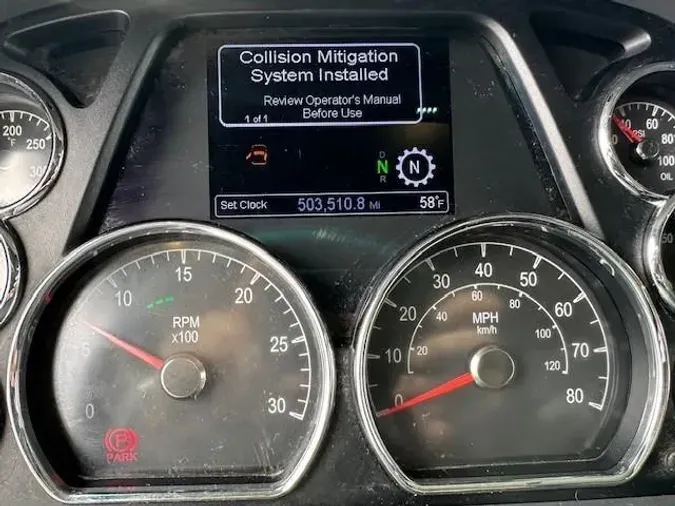 Collision Mitigation
System Installed
Review Operator's Manual
Before Use
1 of 1
D
N
R
N
Set Clock 503,510.8 Mi 58°F
200
°F
250
300
60
80
PSI
100
OIL
0
5
10
15
20
25
30
RPM
x100
PARK
0
10
20
30
40
50
60
70
80
MPH
km/h
20
40
60
80
100
120